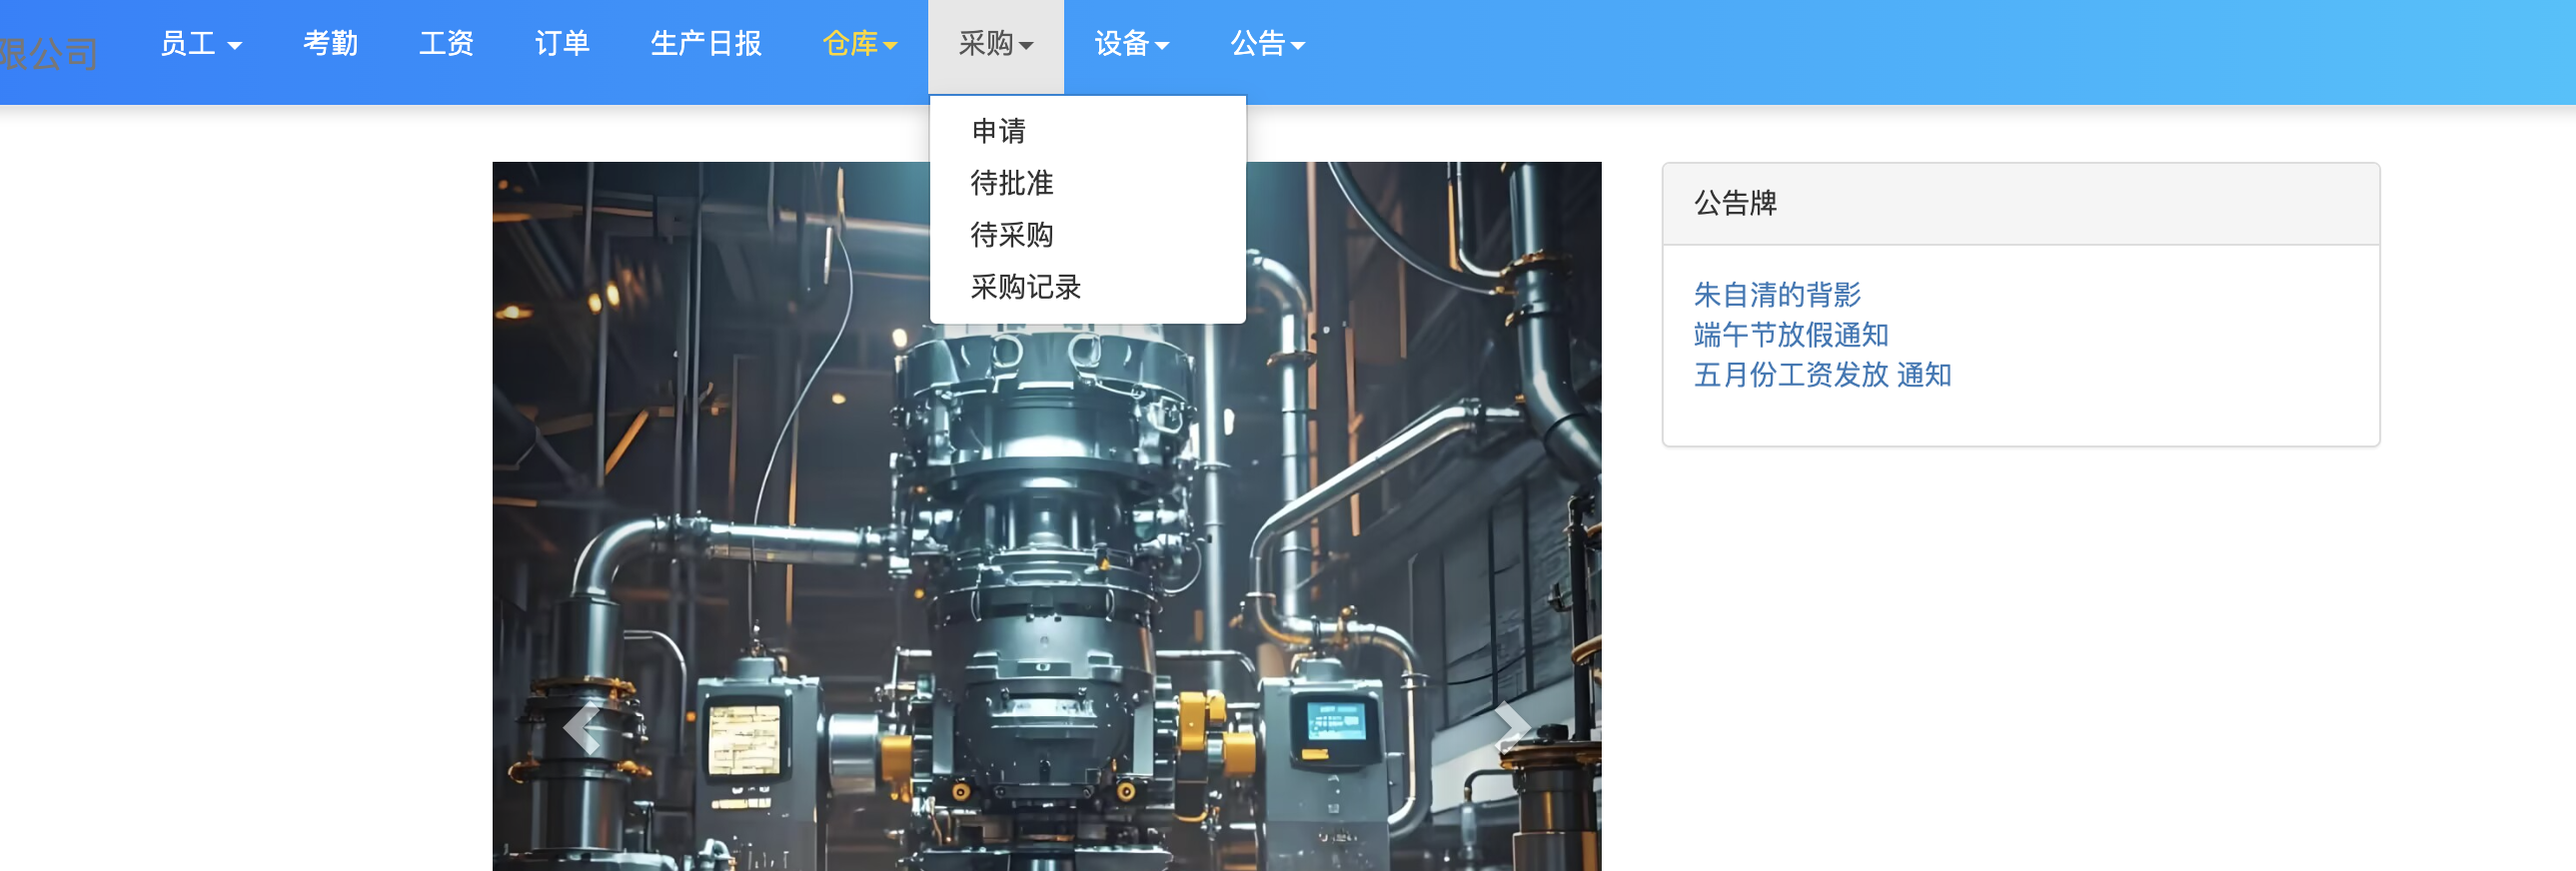 限公司 员工 考勤 工资 订单 生产日报 仓库 采购 设备 公告
申请
待批准
待采购
采购记录
公告牌
朱自清的背影
端午节放假通知
五月份工资发放 通知